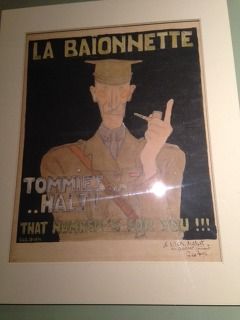 LA BAIONNETTE
TOMMIES
..HALT!
THAT NUMBER'S FOR YOU !!!